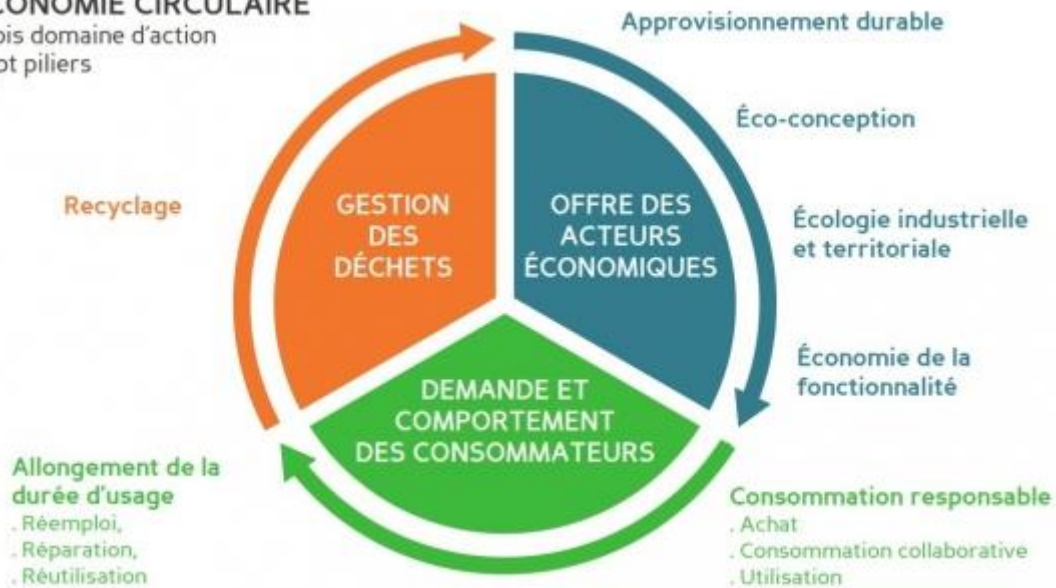 CONOMIE CIRCULAIRE
ois domaine d'action
pt piliers
Approvisionnement durable
Éco-conception
Écologie industrielle
et territoriale
Économie de la
fonctionnalité
OFFRE DES
ACTEURS
ÉCONOMIQUES
Consommation responsable
. Achat
. Consommation collaborative
. Utilisation
DEMANDE ET
COMPORTEMENT
DES CONSOMMATEURS
Allongement de la
durée d'usage
. Réemploi,
. Réparation,
. Réutilisation
Recyclage
GESTION
DES
DÉCHETS